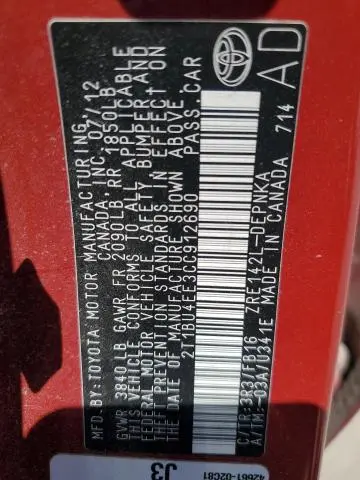 MFD BY: TOYOTA MOTOR MANUFACTURING
CANADA, INC. 07/12
GVWR 3840LB GAWR FR 2090LB RR 1850LB
THIS VEHICLE CONFORMS TO ALL APPLICABLE
FEDERAL MOTOR VEHICLE SAFETY, BUMPER, AND
THEFT PREVENTION STANDARDS IN EFFECT ON
THE DATE OF MANUFACTURE SHOWN ABOVE.
2T1BU4EE3CC912690 PASS. CAR
C/TR: 3R3/FB16 ZRE142L-DEPNKA
A/TM: -03A/U341E MADE IN CANADA 714
AD
42661-02C81
J3